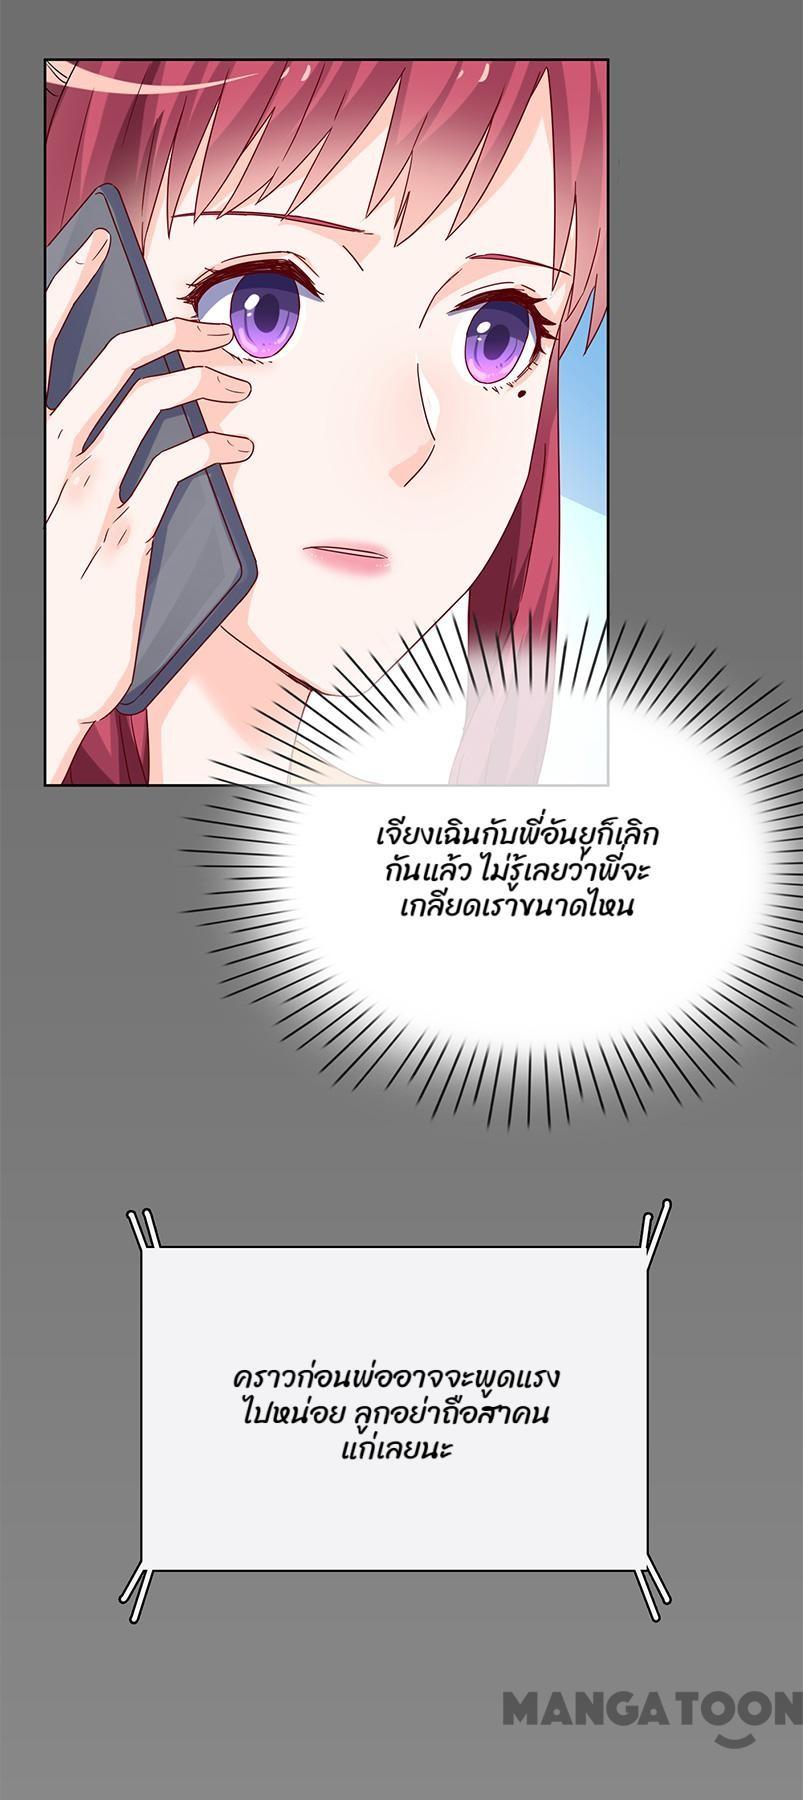 เจียงเฉินกับพี่อันยูก็เลิก
กันแล้ว ไม่รู้เลยว่าพี่จะ
เกลียดเราขนาดไหน
คราวก่อนพ่ออาจจะพูดแรง
ไปหน่อย ลูกอย่าถือสาคน
แก่เลยนะ
MANGATOON